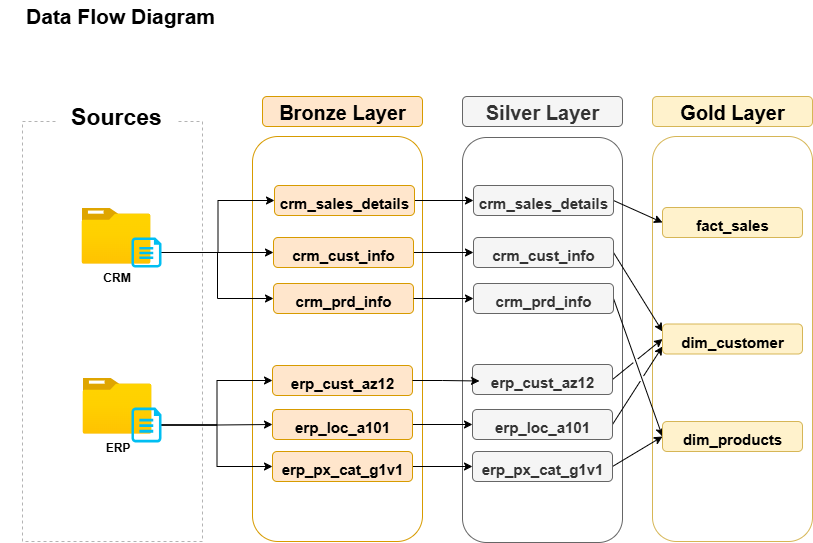 Data Flow Diagram
Sources
Bronze Layer
Silver Layer
Gold Layer
CRM
ERP
crm_sales_details
crm_cust_info
crm_prd_info
erp_cust_az12
erp_loc_a101
erp_px_cat_g1v1
crm_sales_details
crm_cust_info
crm_prd_info
erp_cust_az12
erp_loc_a101
erp_px_cat_g1v1
fact_sales
dim_customer
dim_products